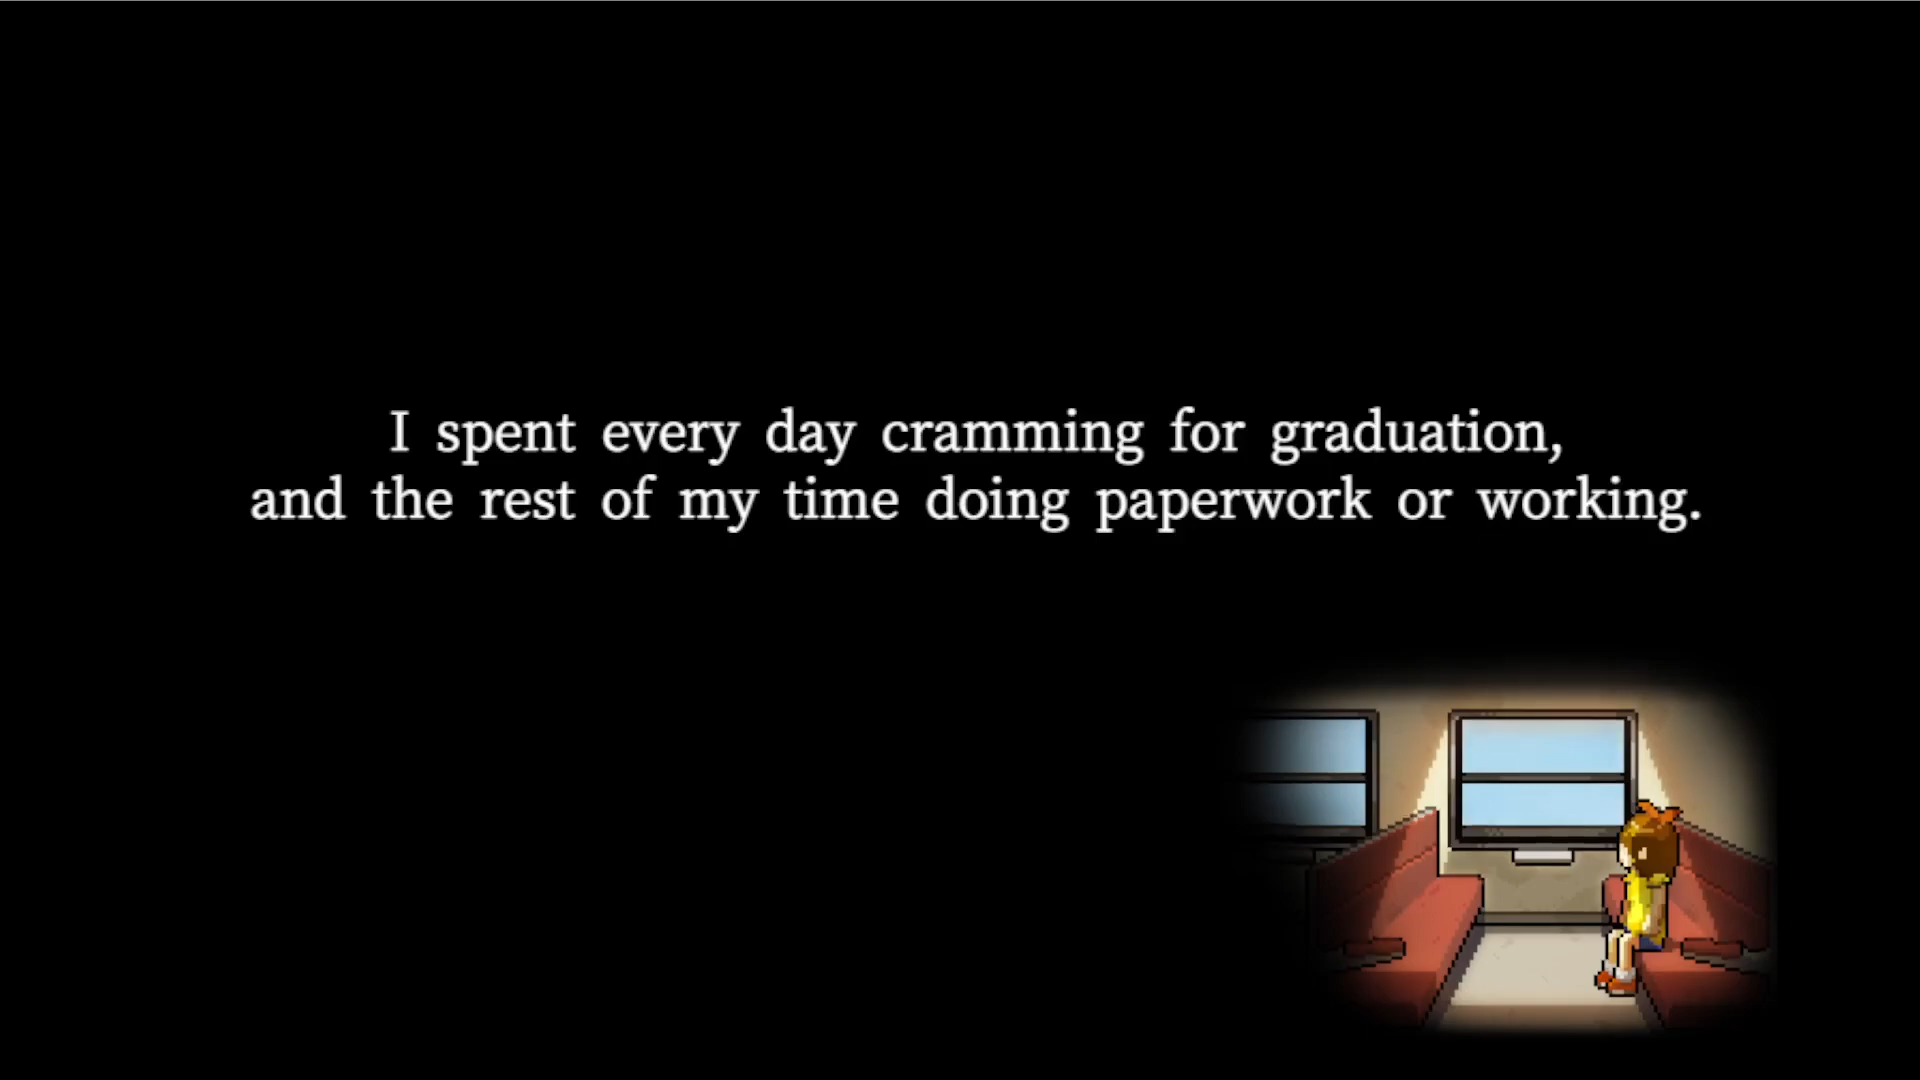 I spent every day cramming for graduation,
and the rest of my time doing paperwork or working.